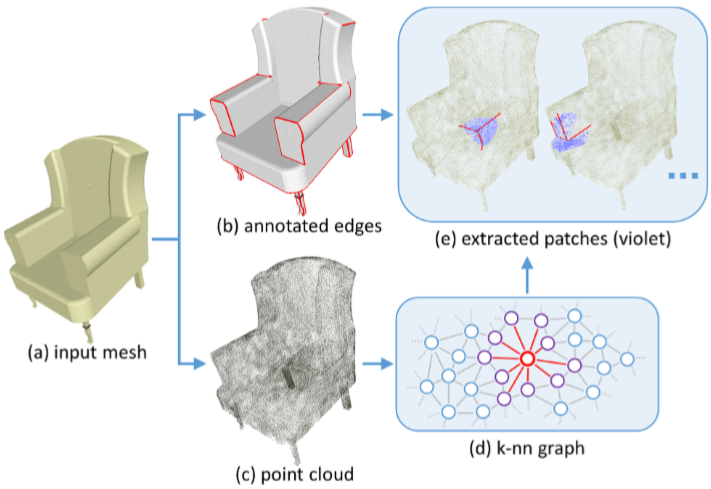 (a) input mesh
(b) annotated edges
(c) point cloud
(d) k-nn graph
(e) extracted patches (violet)